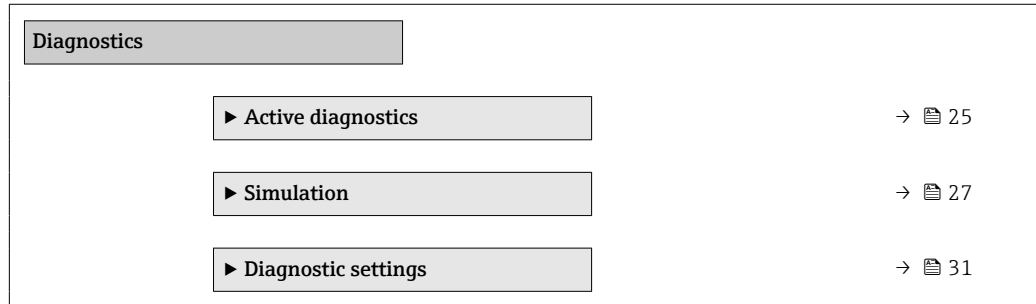 Diagnostics
▶ Active diagnostics → 25
▶ Simulation → 27
▶ Diagnostic settings → 31